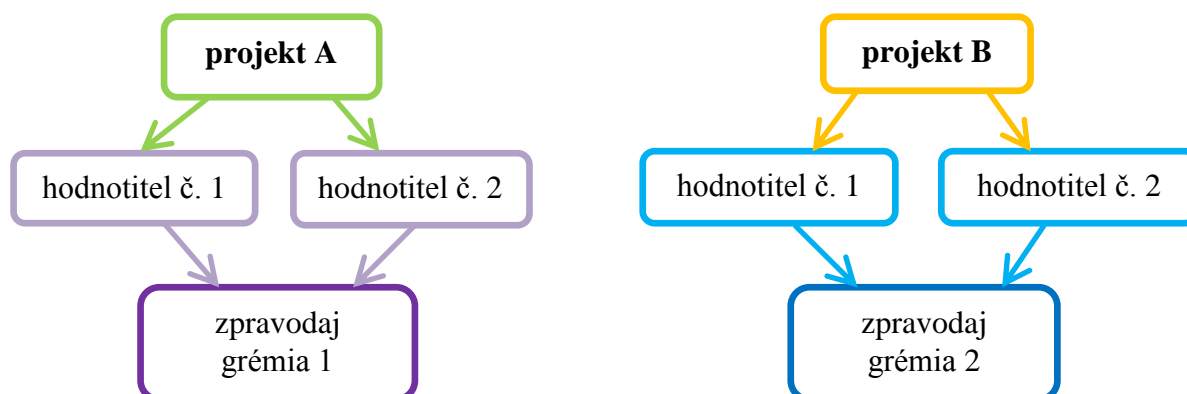 projekt A
projekt B
hodnotitel č. 1
hodnotitel č. 2
hodnotitel č. 1
hodnotitel č. 2
zpravodaj
grémia 1
zpravodaj
grémia 2